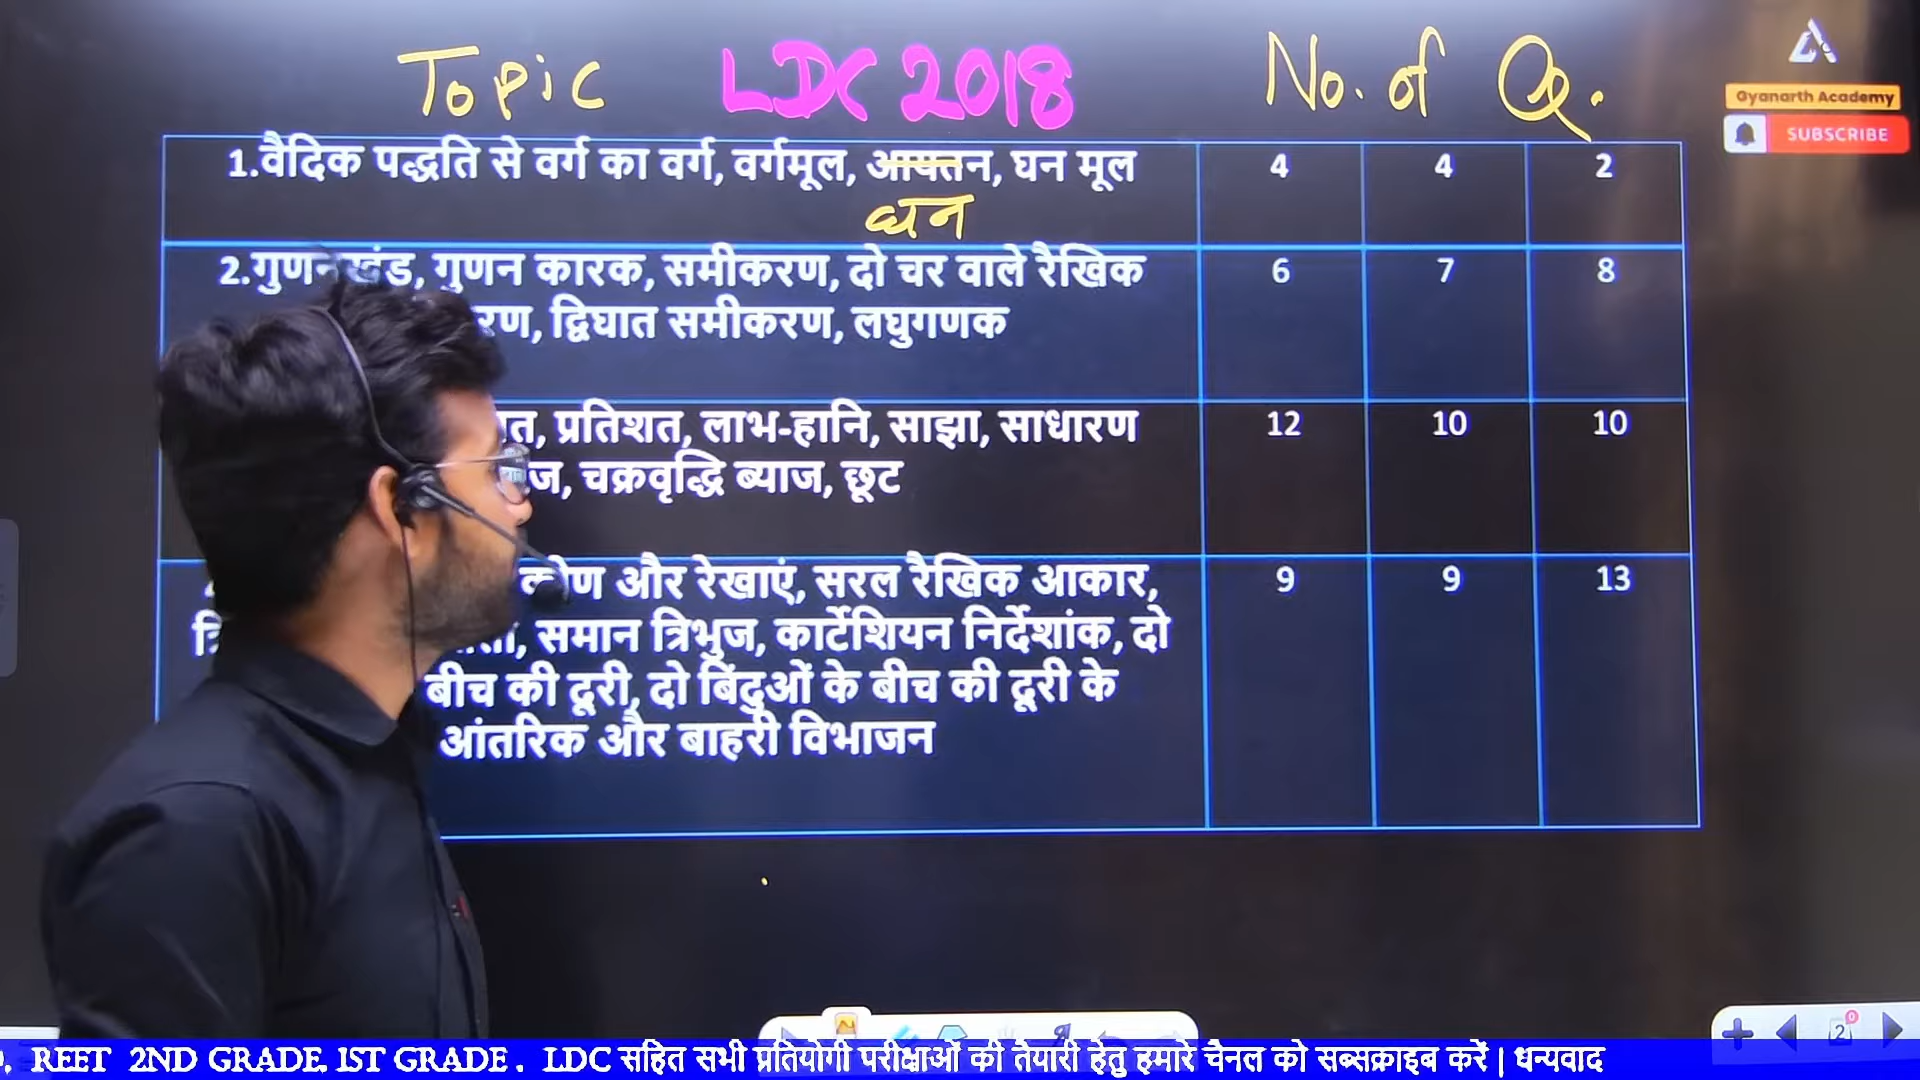 Topic LDC 2018 No. of Q.
Gyanarth Academy
SUBSCRIBE
1.वैदिक पद्धति से वर्ग का वर्ग, वर्गमूल, आयतन, घन मूल 4 4 2
घन
2.गुणनखंड, गुणन कारक, समीकरण, दो चर वाले रैखिक 6 7 8
द्विघात समीकरण, लघुगणक
प्रतिशत, लाभ-हानि, साझा, साधारण 12 10 10
चक्रवृद्धि ब्याज, छूट
कोण और रेखाएं, सरल रैखिक आकार, 9 9 13
समान त्रिभुज, कार्टेशियन निर्देशांक, दो
बीच की दूरी, दो बिंदुओं के बीच की दूरी के
आंतरिक और बाहरी विभाजन
2 0
REET 2ND GRADE, 1ST GRADE . LDC सहित सभी प्रतियोगी परीक्षाओं की तैयारी हेतु हमारे चैनल को सब्सक्राइब करें | धन्यवाद